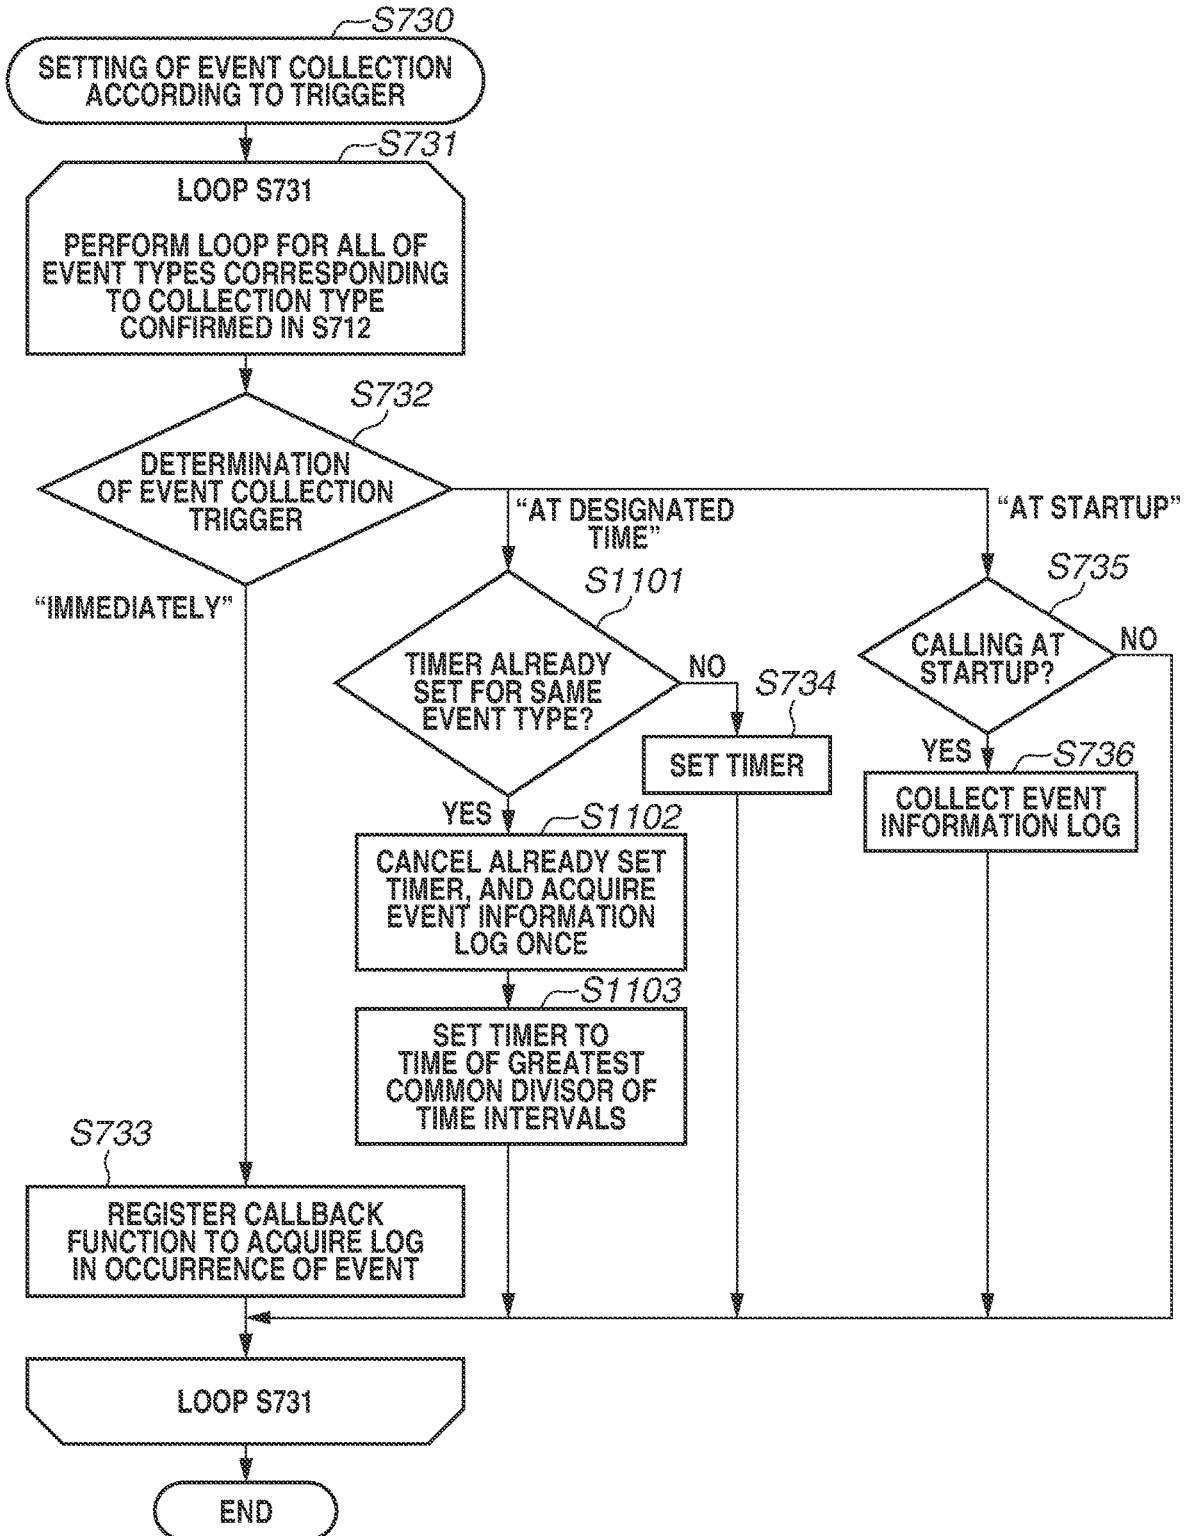 S730
SETTING OF EVENT COLLECTION
ACCORDING TO TRIGGER
S731
LOOP S731
PERFORM LOOP FOR ALL OF
EVENT TYPES CORRESPONDING
TO COLLECTION TYPE
CONFIRMED IN S712
S732
DETERMINATION
OF EVENT COLLECTION
TRIGGER
“IMMEDIATELY”
“AT DESIGNATED
TIME”
“AT STARTUP”
S1101
TIMER ALREADY
SET FOR SAME
EVENT TYPE?
NO
S734
SET TIMER
S735
CALLING AT
STARTUP?
NO
YES
S736
COLLECT EVENT
INFORMATION LOG
YES
S1102
CANCEL ALREADY SET
TIMER, AND ACQUIRE
EVENT INFORMATION
LOG ONCE
S1103
SET TIMER TO
TIME OF GREATEST
COMMON DIVISOR OF
TIME INTERVALS
S733
REGISTER CALLBACK
FUNCTION TO ACQUIRE LOG
IN OCCURRENCE OF EVENT
LOOP S731
END